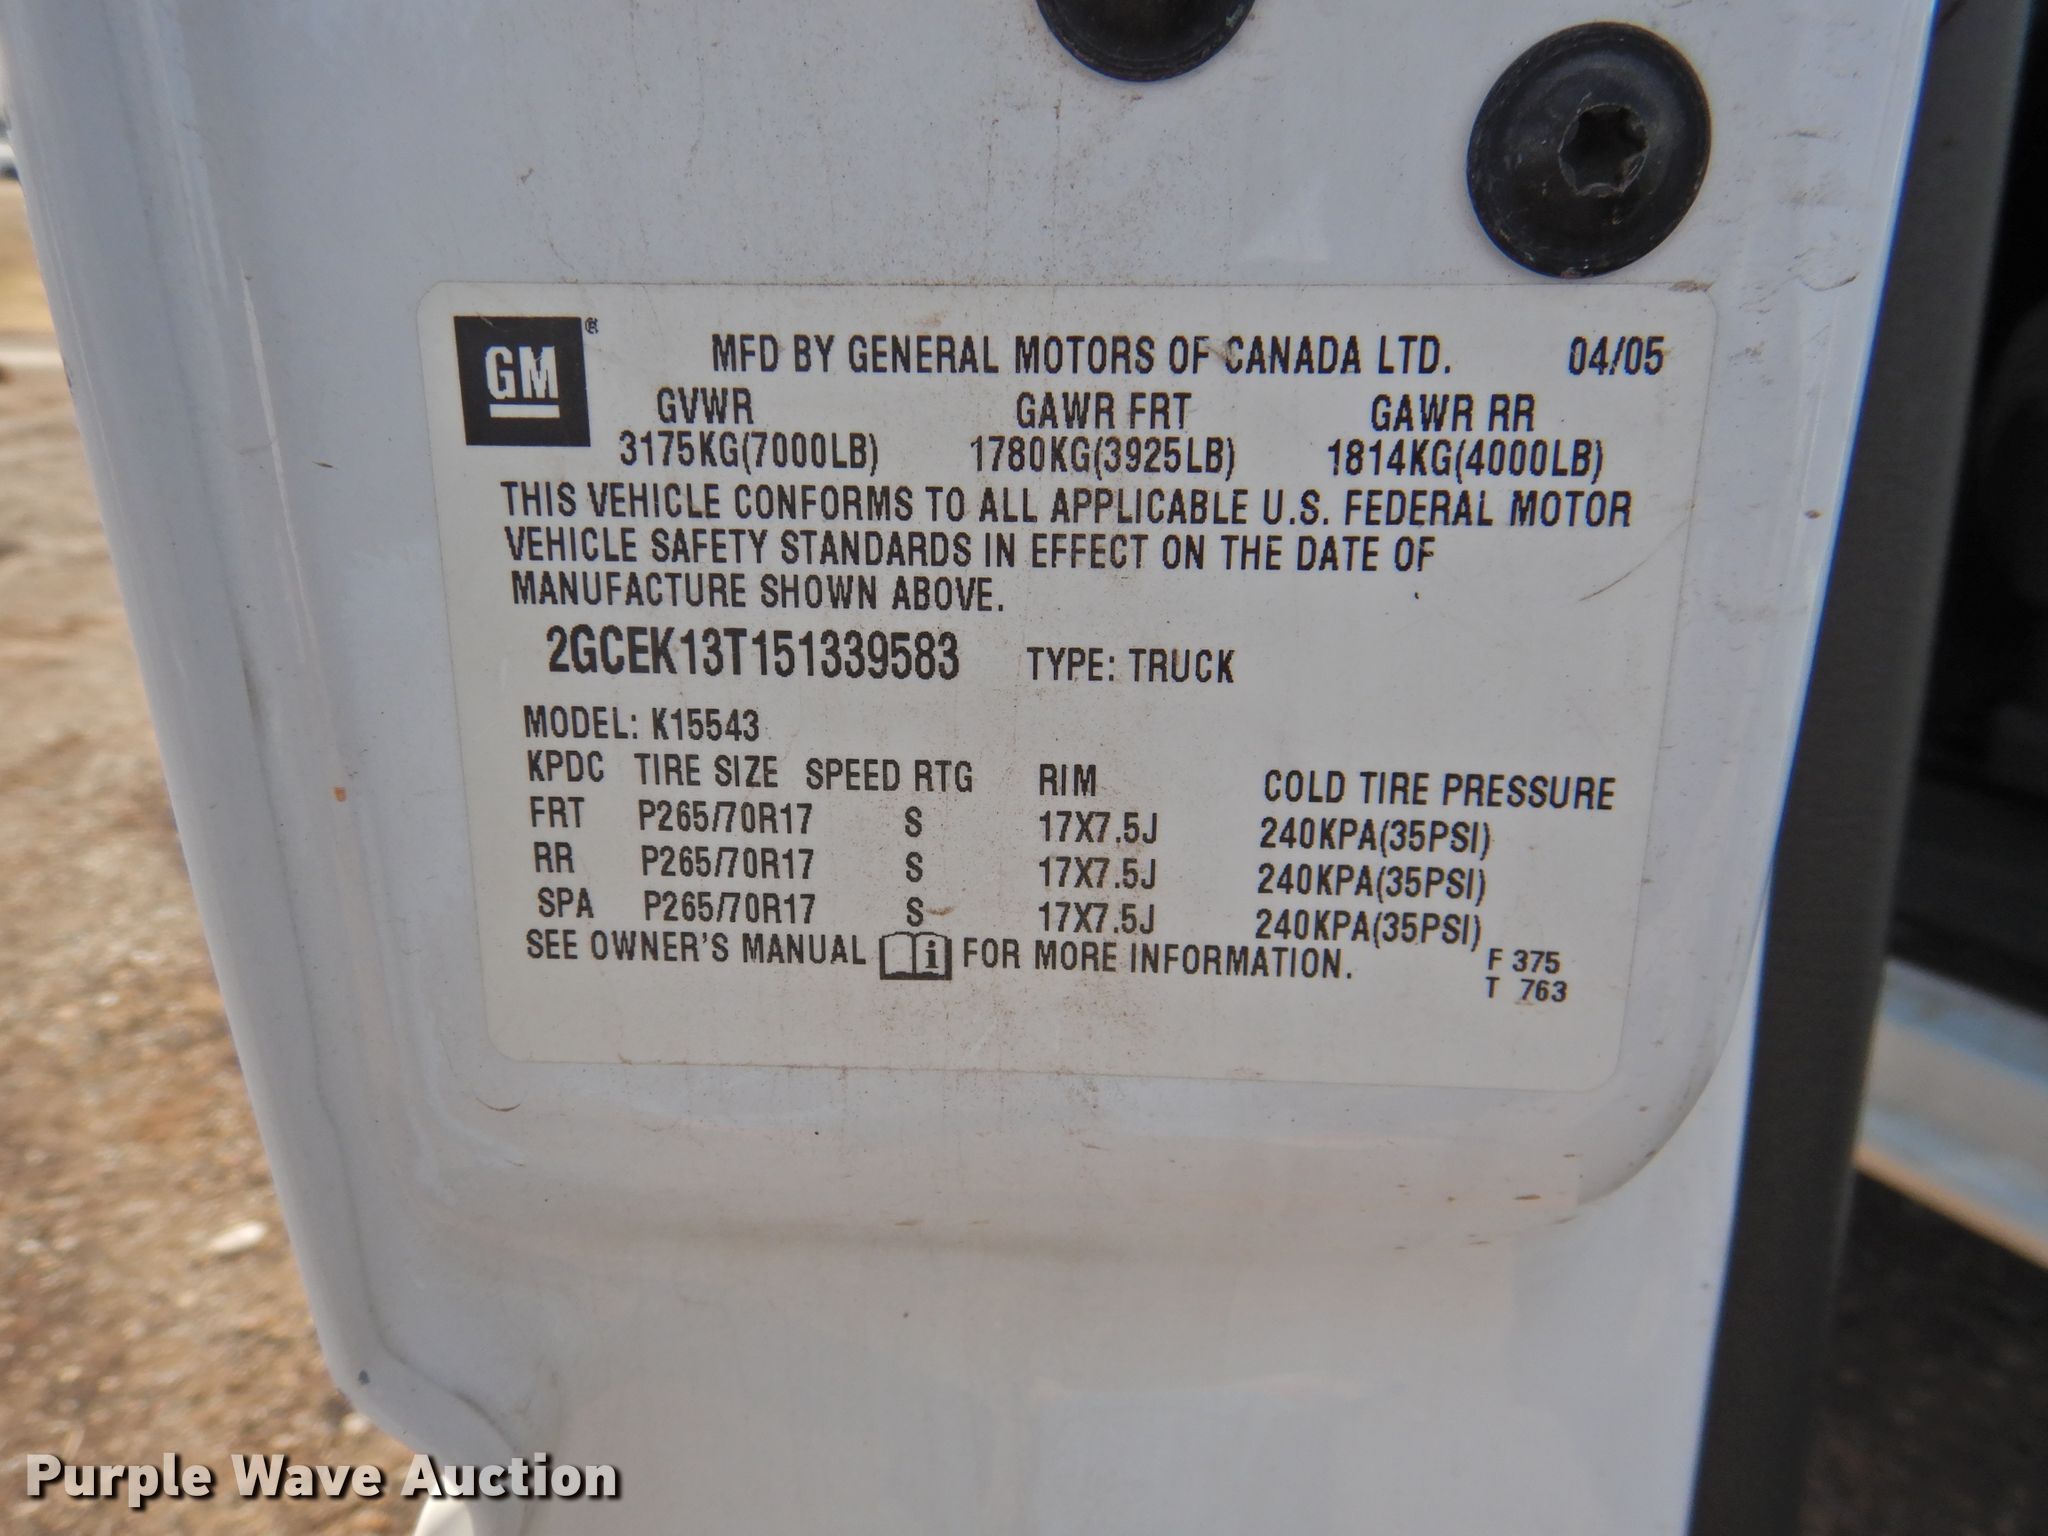 GM®
MFD BY GENERAL MOTORS OF CANADA LTD. 04/05
GVWR GAWR FRT GAWR RR
3175KG(7000LB) 1780KG(3925LB) 1814KG(4000LB)
THIS VEHICLE CONFORMS TO ALL APPLICABLE U.S. FEDERAL MOTOR
VEHICLE SAFETY STANDARDS IN EFFECT ON THE DATE OF
MANUFACTURE SHOWN ABOVE.
2GCEK13T151339583 TYPE: TRUCK
MODEL: K15543
KPDC TIRE SIZE SPEED RTG RIM COLD TIRE PRESSURE
FRT P265/70R17 S 17X7.5J 240KPA(35PSI)
RR P265/70R17 S 17X7.5J 240KPA(35PSI)
SPA P265/70R17 S 17X7.5J 240KPA(35PSI)
SEE OWNER'S MANUAL i FOR MORE INFORMATION.
F 375
T 763
Purple Wave Auction